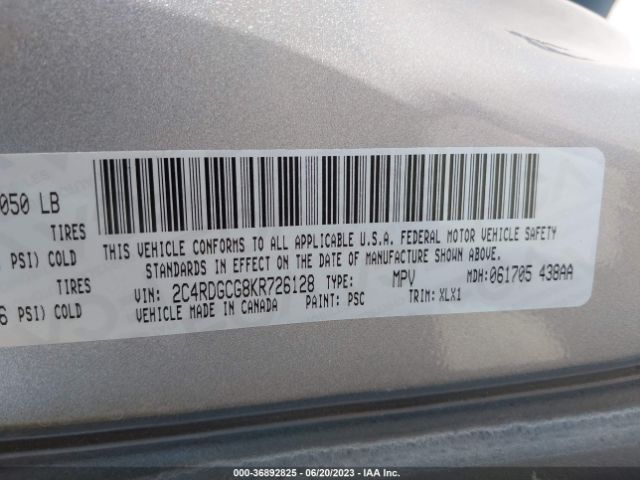 050 LB
TIRES
PSI) COLD
TIRES
6 PSI) COLD
THIS VEHICLE CONFORMS TO ALL APPLICABLE U.S.A. FEDERAL MOTOR VEHICLE SAFETY
STANDARDS IN EFFECT ON THE DATE OF MANUFACTURE SHOWN ABOVE.
VIN: 2C4RDGCG8KR726128 TYPE: MPV MDH:061705 438AA
VEHICLE MADE IN CANADA PAINT: PSC TRIM: XLX1
000-36892825 - 06/20/2023 - IAA Inc.